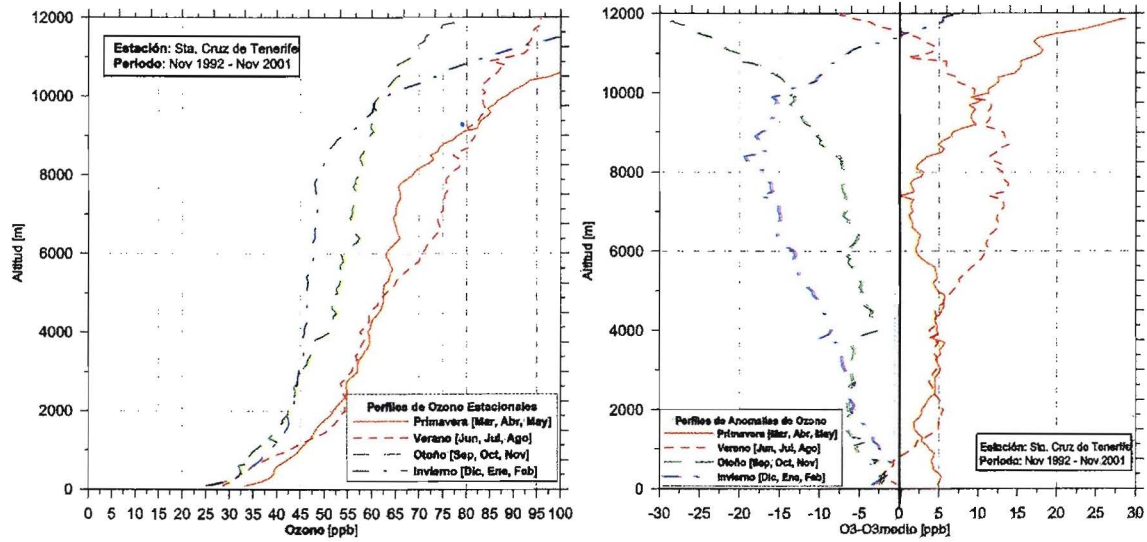 12000
10000
8000
6000
4000
2000
0
Altitud [m]
Estación: Sta. Cruz de Tenerife
Periodo: Nov 1992 - Nov 2001
Perfiles de Ozono Estacionales
Primavera [Mar, Abr, May]
Verano [Jun, Jul, Ago]
Otoño [Sep, Oct, Nov]
Invierno [Dic, Ene, Feb]
0 5 10 15 20 25 30 35 40 45 50 55 60 65 70 75 80 85 90 95 100
Ozono [ppb]
12000
10000
8000
6000
4000
2000
0
Altitud [m]
Perfiles de Anomalías de Ozono
Primavera [Mar, Abr, May]
Verano [Jun, Jul, Ago]
Otoño [Sep, Oct, Nov]
Invierno [Dic, Ene, Feb]
Estación: Sta. Cruz de Tenerife
Periodo: Nov 1992 - Nov 2001
-30 -25 -20 -15 -10 -5 0 5 10 15 20 25 30
O3-O3medio [ppb]